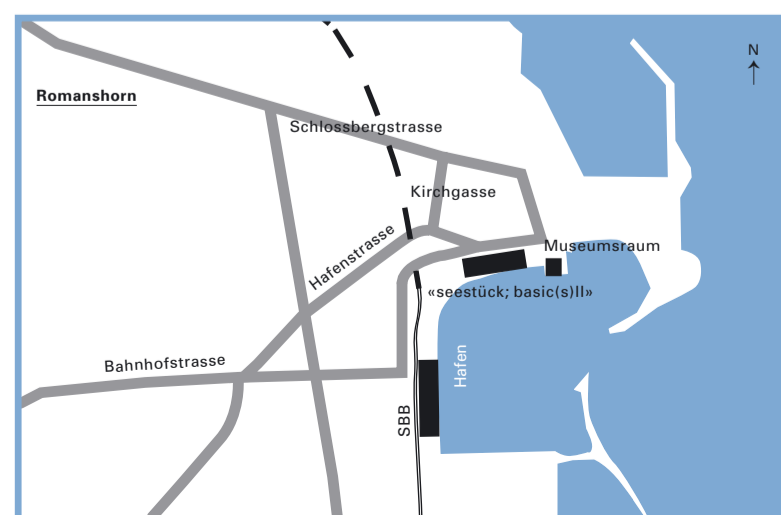 N
Romanshorn
Schlossbergstrasse
Kirchgasse
Hafenstrasse
Museumsraum
«seestück; basic(s)II»
Bahnhofstrasse
Hafen
SBB